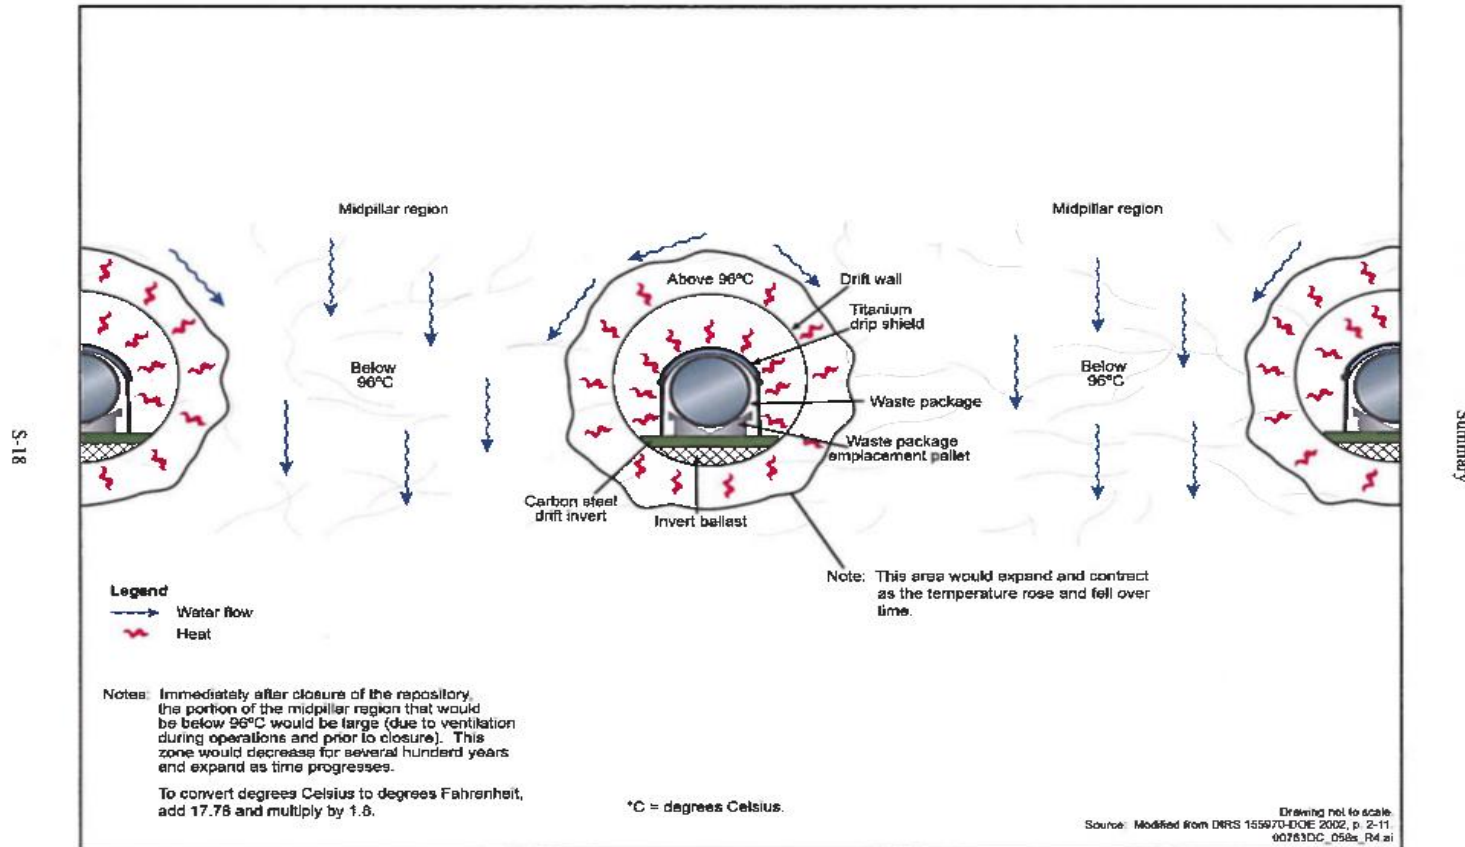 Summary
S-18
Midpillar region
Midpillar region
Above 96°C
Drift wall
Titanium
drip shield
Below
96°C
Below
96°C
Waste package
Waste package
emplacement pallet
Carbon steel
drift invert
Invert ballast
Note: This area would expand and contract
as the temperature rose and fell over
time.
Legend
Water flow
Heat
Notes: Immediately after closure of the repository,
the portion of the midpillar region that would
be below 96°C would be large (due to ventilation
during operations and prior to closure). This
zone would decrease for several hunderd years
and expand as time progresses.
To convert degrees Celsius to degrees Fahrenheit,
add 17.78 and multiply by 1.8.
°C = degrees Celsius.
Drawing not to scale.
Source: Modified from DIRS 155970-DOE 2002, p. 2-11.
00763DC_058s_R4.ai